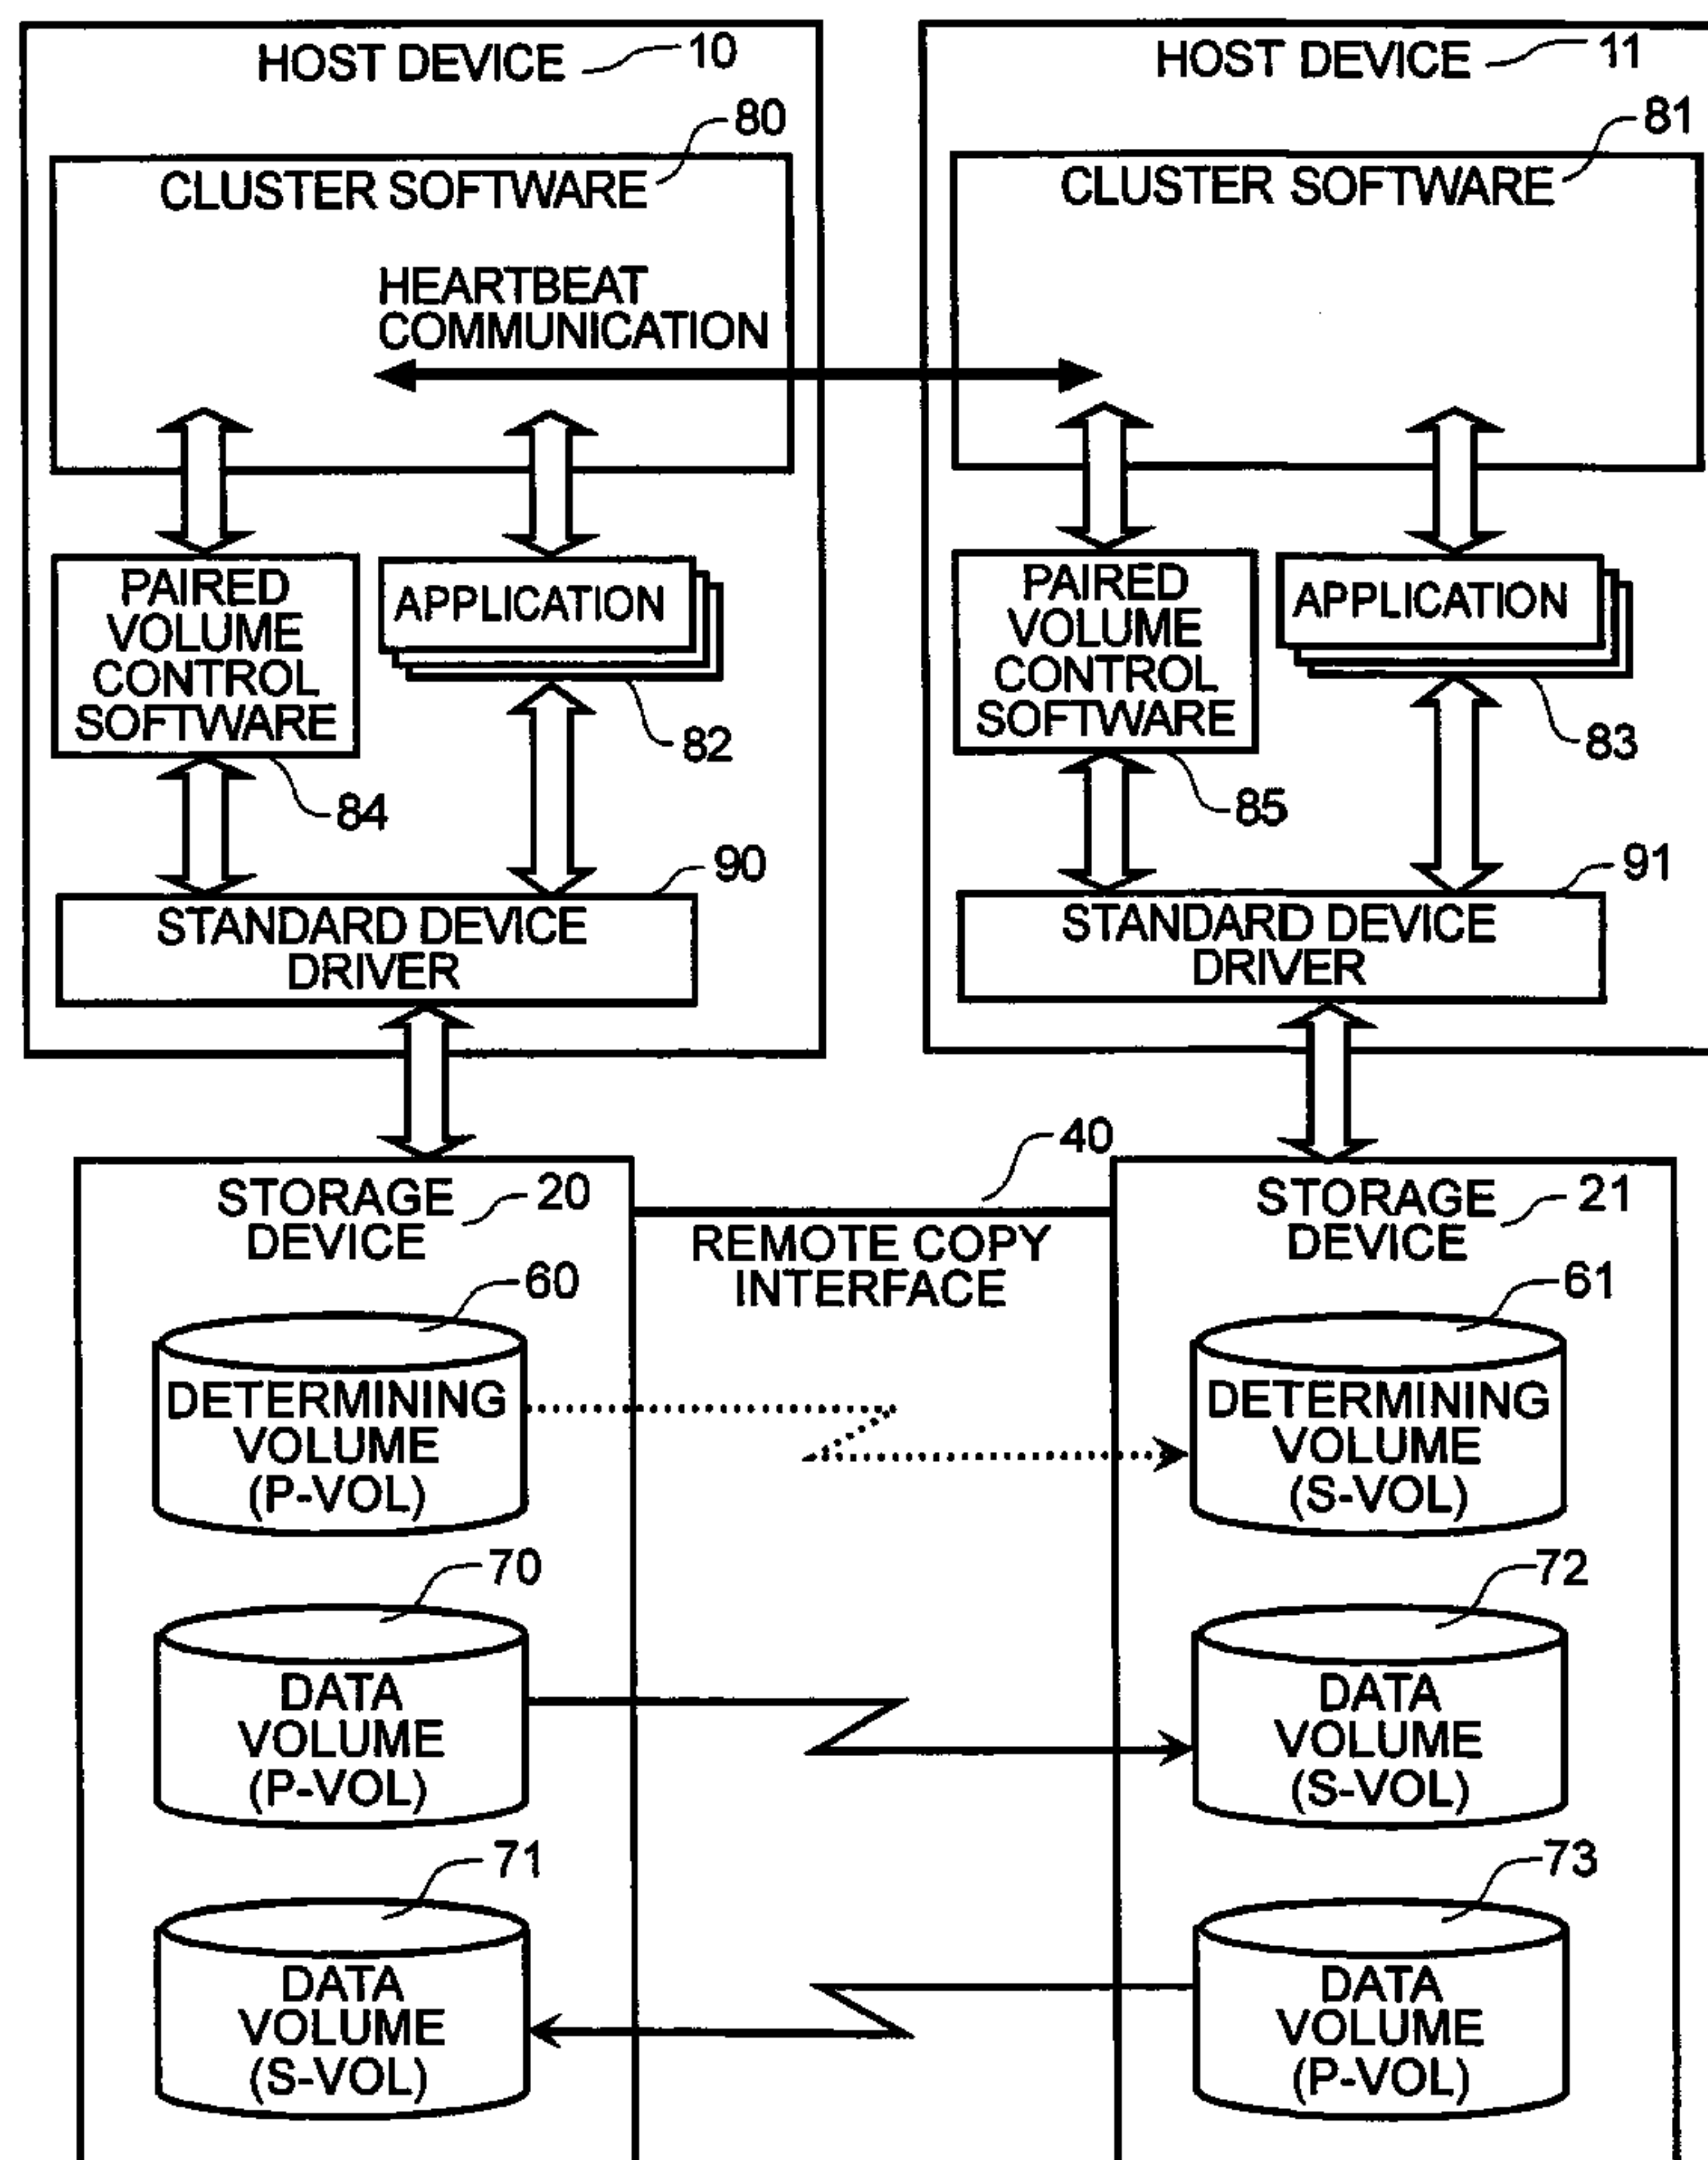 HOST DEVICE 10
CLUSTER SOFTWARE 80
HEARTBEAT
COMMUNICATION
PAIRED
VOLUME
CONTROL
SOFTWARE
84
APPLICATION
82
STANDARD DEVICE
DRIVER
90
HOST DEVICE 11
CLUSTER SOFTWARE 81
PAIRED
VOLUME
CONTROL
SOFTWARE
85
APPLICATION
83
STANDARD DEVICE
DRIVER
91
STORAGE
DEVICE
20
40
REMOTE COPY
INTERFACE
STORAGE
DEVICE
21
60
DETERMINING
VOLUME
(P-VOL)
61
DETERMINING
VOLUME
(S-VOL)
70
DATA
VOLUME
(P-VOL)
72
DATA
VOLUME
(S-VOL)
71
DATA
VOLUME
(S-VOL)
73
DATA
VOLUME
(P-VOL)